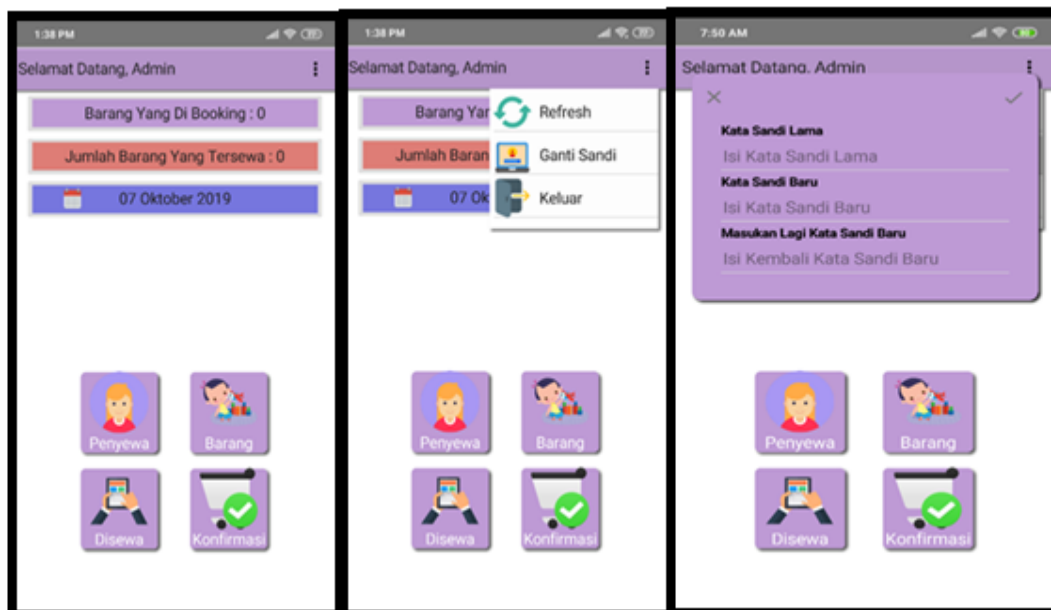 1:38 PM
Selamat Datang, Admin
Barang Yang Di Booking : 0
Jumlah Barang Yang Tersewa : 0
07 Oktober 2019
Penyewa
Barang
Disewa
Konfirmasi
1:38 PM
Selamat Datang, Admin
Barang Yar
Jumlah Baran
07 Ok
Refresh
Ganti Sandi
Keluar
Penyewa
Barang
Disewa
Konfirmasi
7:50 AM
Selamat Datang, Admin
Kata Sandi Lama
Isi Kata Sandi Lama
Kata Sandi Baru
Isi Kata Sandi Baru
Masukan Lagi Kata Sandi Baru
Isi Kembali Kata Sandi Baru
Penyewa
Barang
Disewa
Konfirmasi